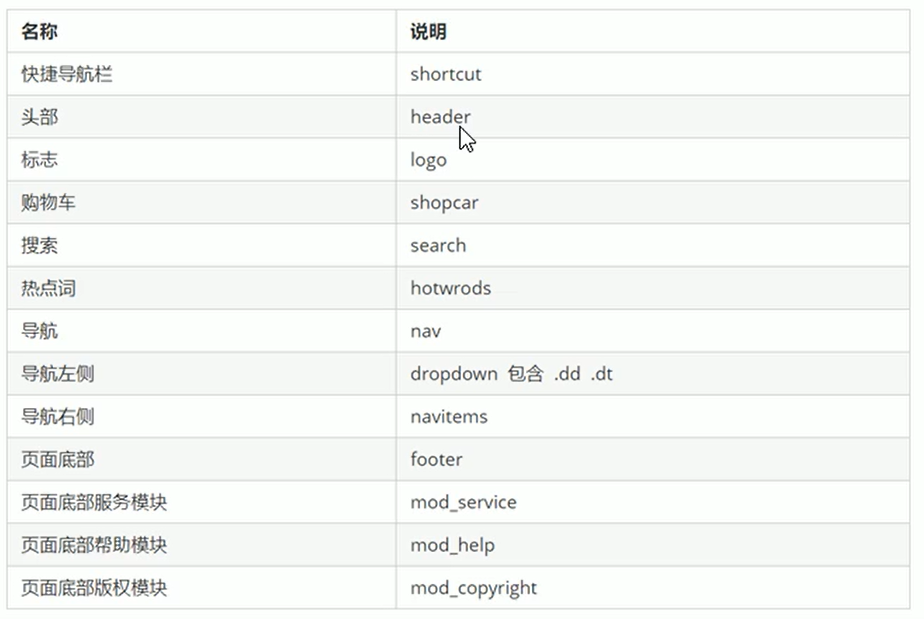 名称 说明
快捷导航栏 shortcut
头部 header
标志 logo
购物车 shopcar
搜索 search
热点词 hotwrods
导航 nav
导航左侧 dropdown 包含 .dd .dt
导航右侧 navitems
页面底部 footer
页面底部服务模块 mod_service
页面底部帮助模块 mod_help
页面底部版权模块 mod_copyright